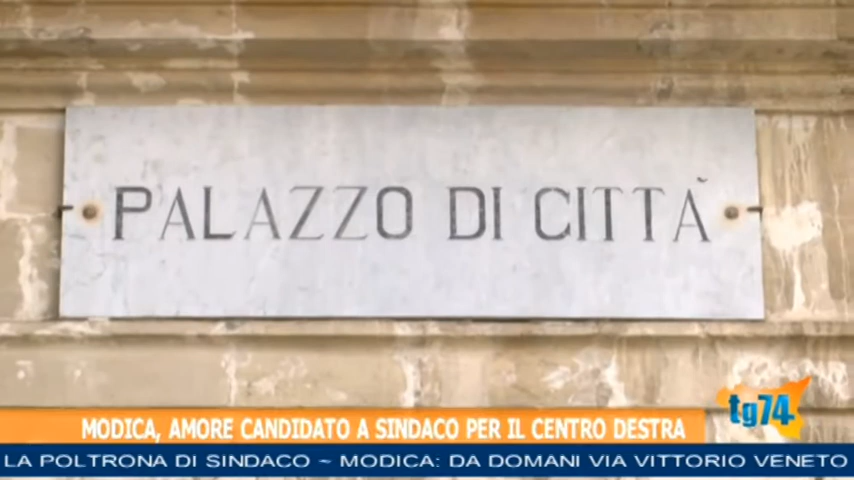 PALAZZO DI CITTÀ
tg74
MODICA, AMORE CANDIDATO A SINDACO PER IL CENTRO DESTRA
LA POLTRONA DI SINDACO ~ MODICA: DA DOMANI VIA VITTORIO VENETO